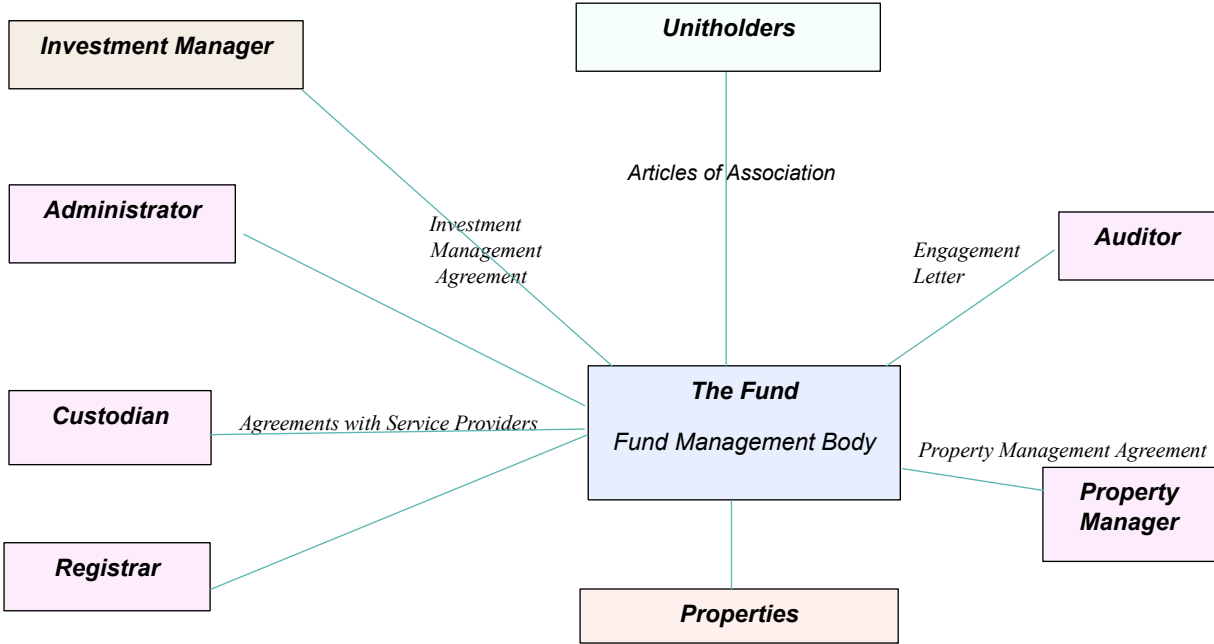 Investment Manager
Unitholders
Articles of Association
Administrator
Investment
Management
Agreement
Engagement
Letter
Auditor
The Fund
Fund Management Body
Custodian
Agreements with Service Providers
Property Management Agreement
Property
Manager
Registrar
Properties